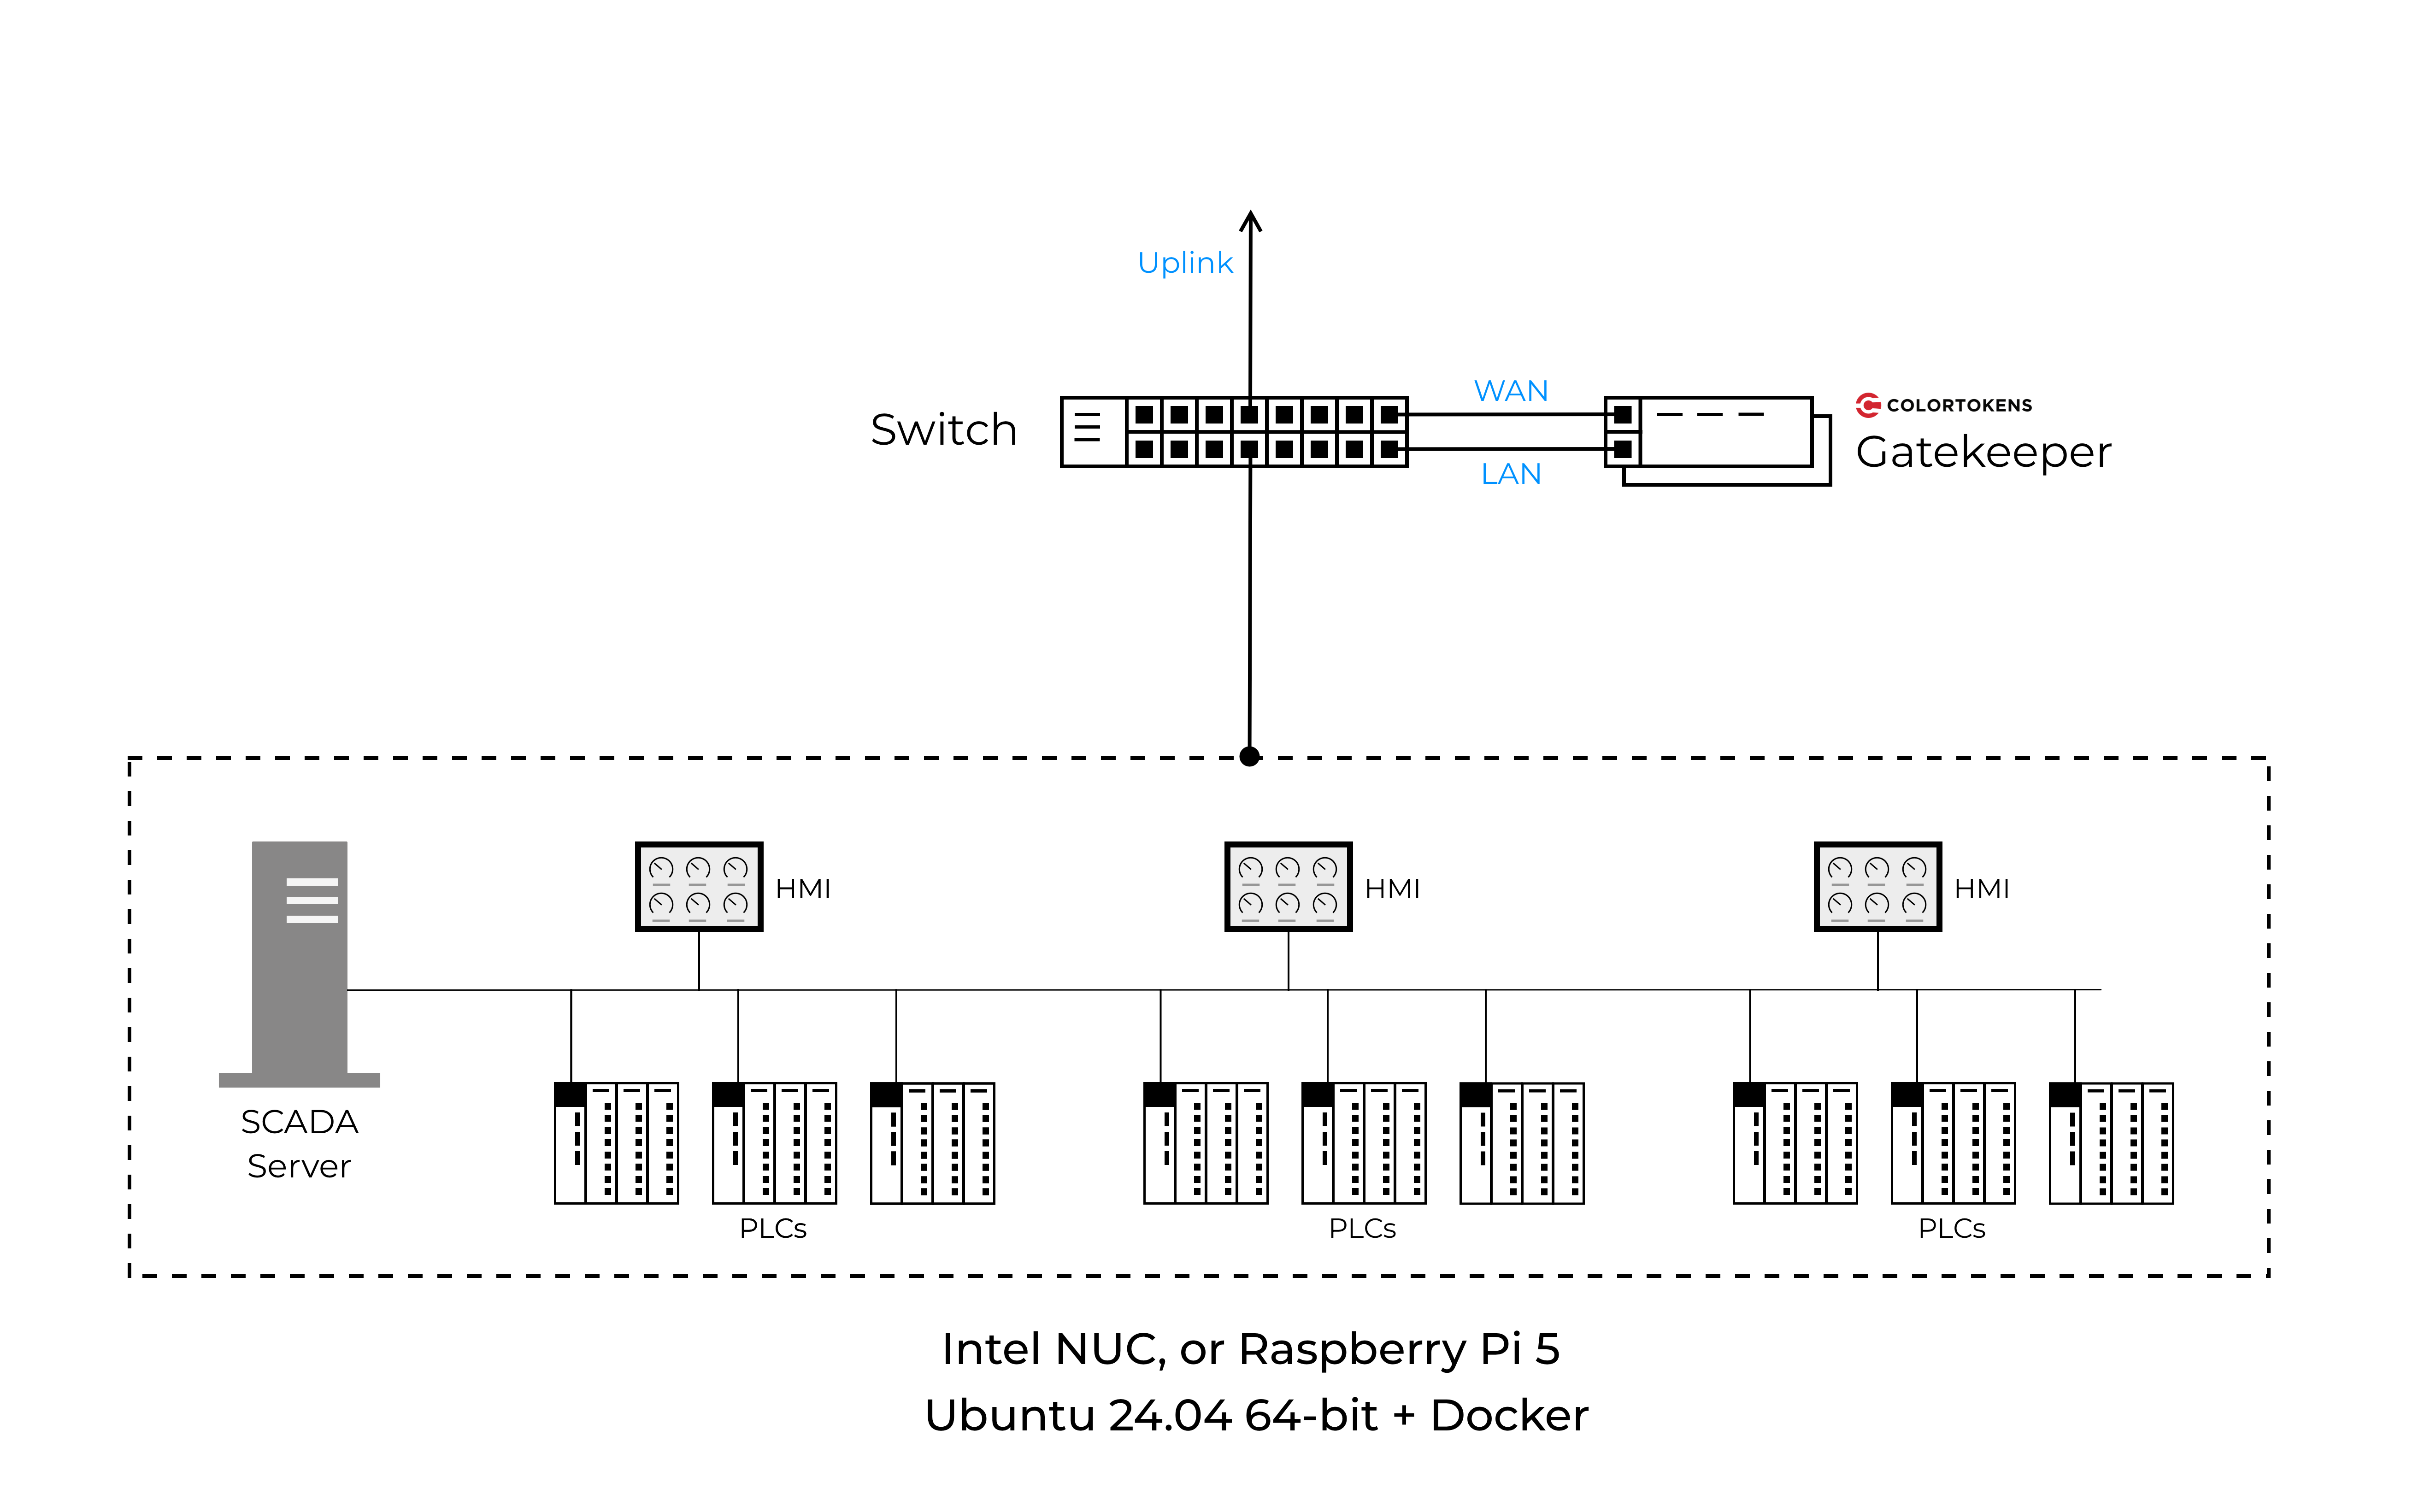 Uplink
WAN
Switch
COLORTOKENS
Gatekeeper
LAN
HMI
HMI
HMI
SCADA
Server
PLCs
PLCs
PLCs
Intel NUC, or Raspberry Pi 5
Ubuntu 24.04 64-bit + Docker